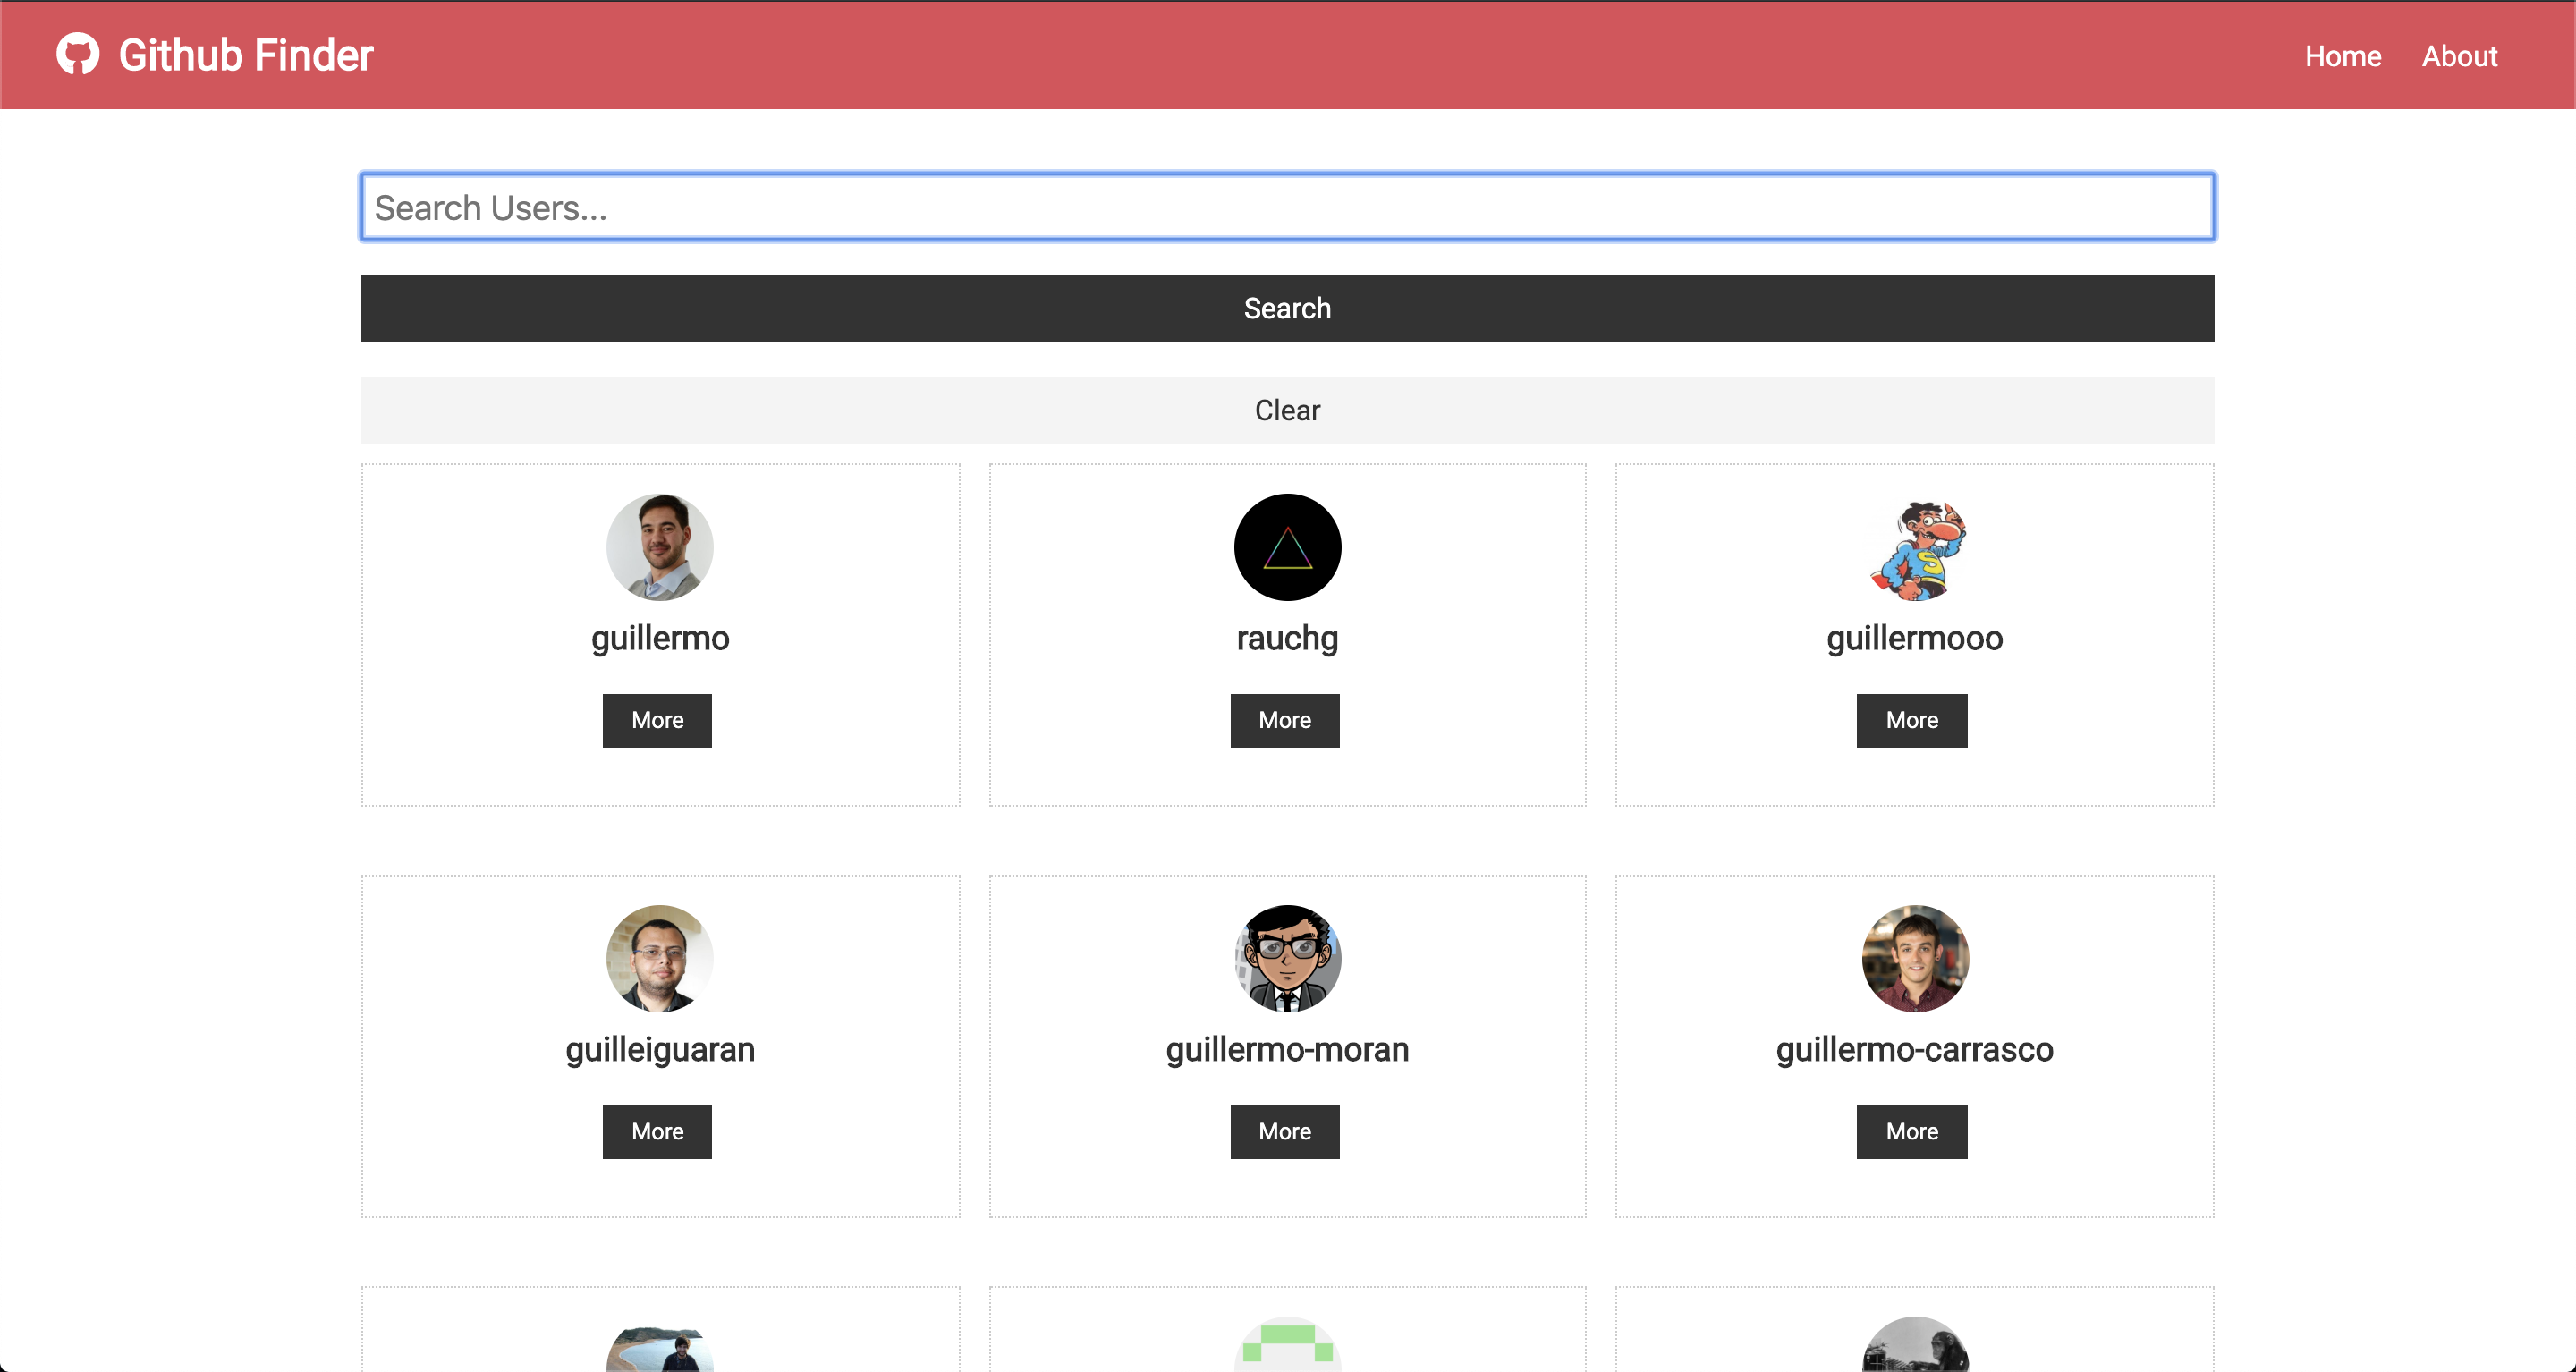 Github Finder
Home
About
Search Users...
Search
Clear
guillermo
rauchg
guillermooo
More
More
More
guilleiguaran
guillermo-moran
guillermo-carrasco
More
More
More